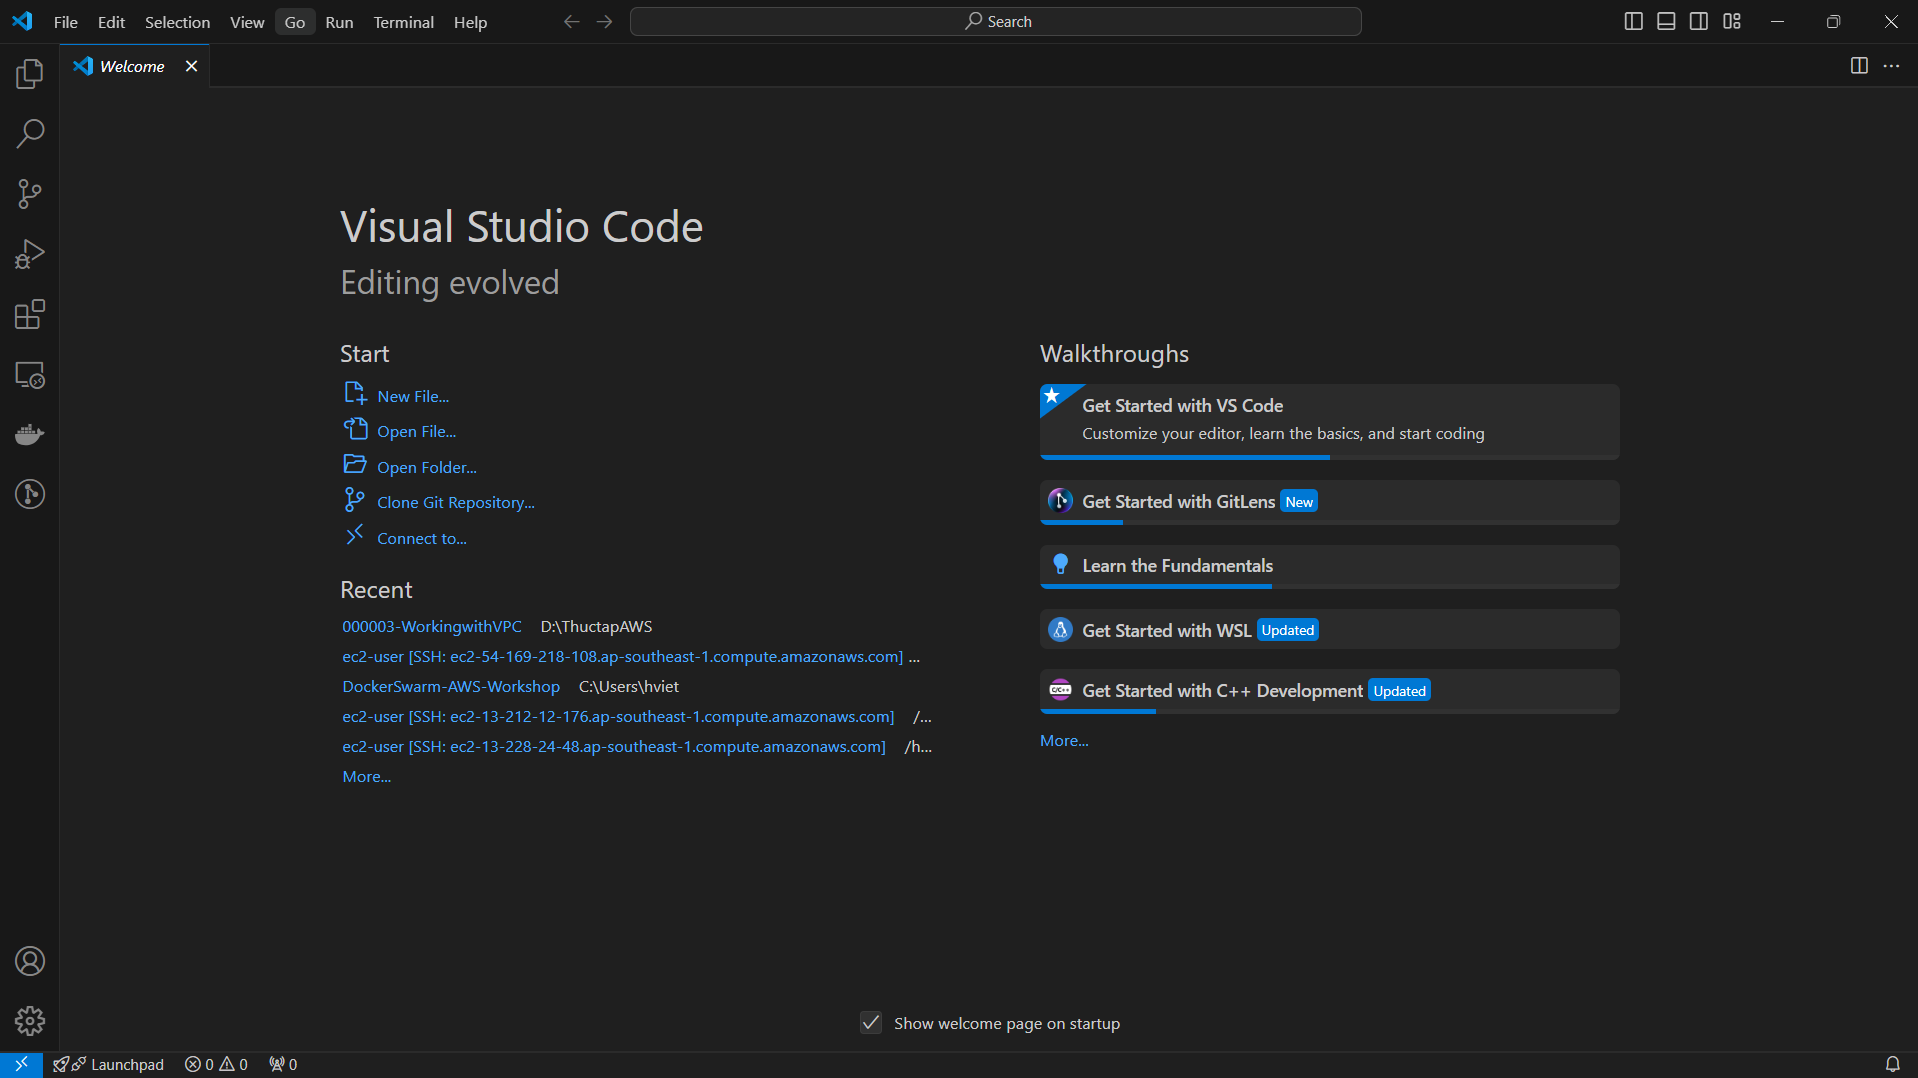 File Edit Selection View Go Run Terminal Help Search
Welcome
Visual Studio Code
Editing evolved
Start
New File...
Open File...
Open Folder...
Clone Git Repository...
Connect to...
Recent
000003-WorkingwithVPC D:\ThuctapAWS
ec2-user [SSH: ec2-54-169-218-108.ap-southeast-1.compute.amazonaws.com] ...
DockerSwarm-AWS-Workshop C:\Users\hviet
ec2-user [SSH: ec2-13-212-12-176.ap-southeast-1.compute.amazonaws.com] /...
ec2-user [SSH: ec2-13-228-24-48.ap-southeast-1.compute.amazonaws.com] /h...
More...
Walkthroughs
Get Started with VS Code
Customize your editor, learn the basics, and start coding
Get Started with GitLens New
Learn the Fundamentals
Get Started with WSL Updated
C/C++ Get Started with C++ Development Updated
More...
Show welcome page on startup
Launchpad 0 0 0